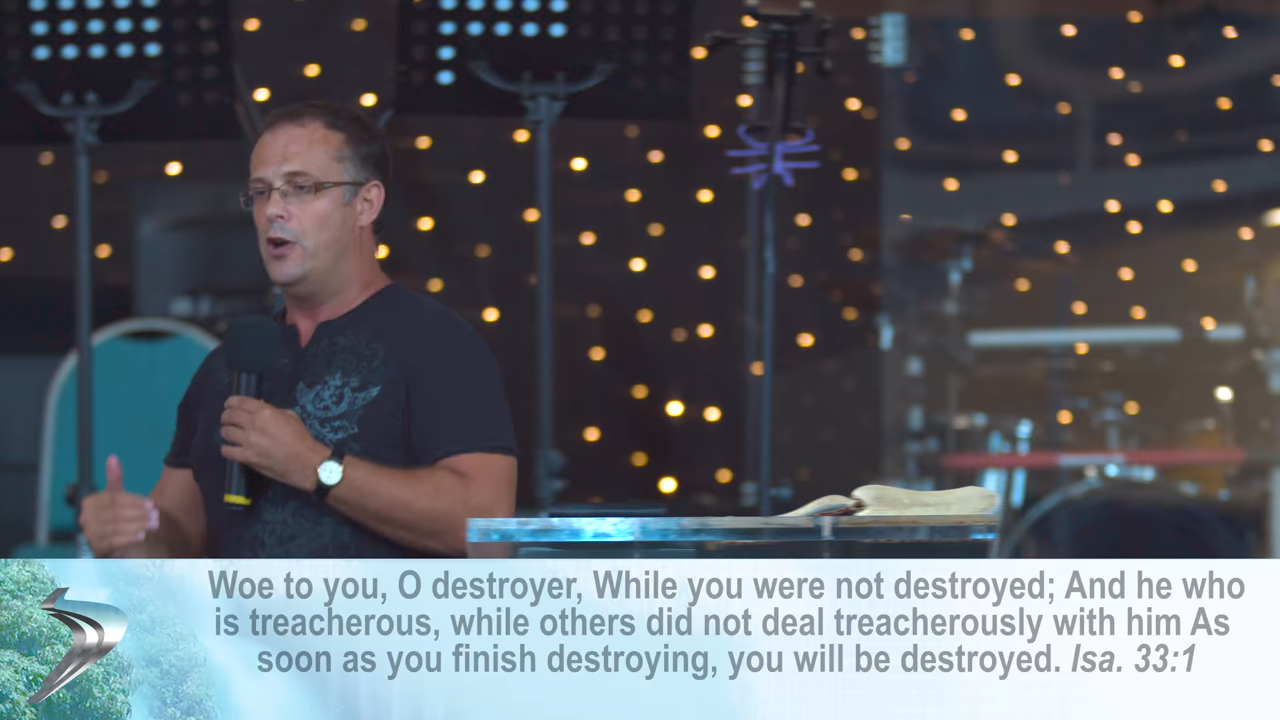 Woe to you, O destroyer, While you were not destroyed; And he who
is treacherous, while others did not deal treacherously with him As
soon as you finish destroying, you will be destroyed. Isa. 33:1